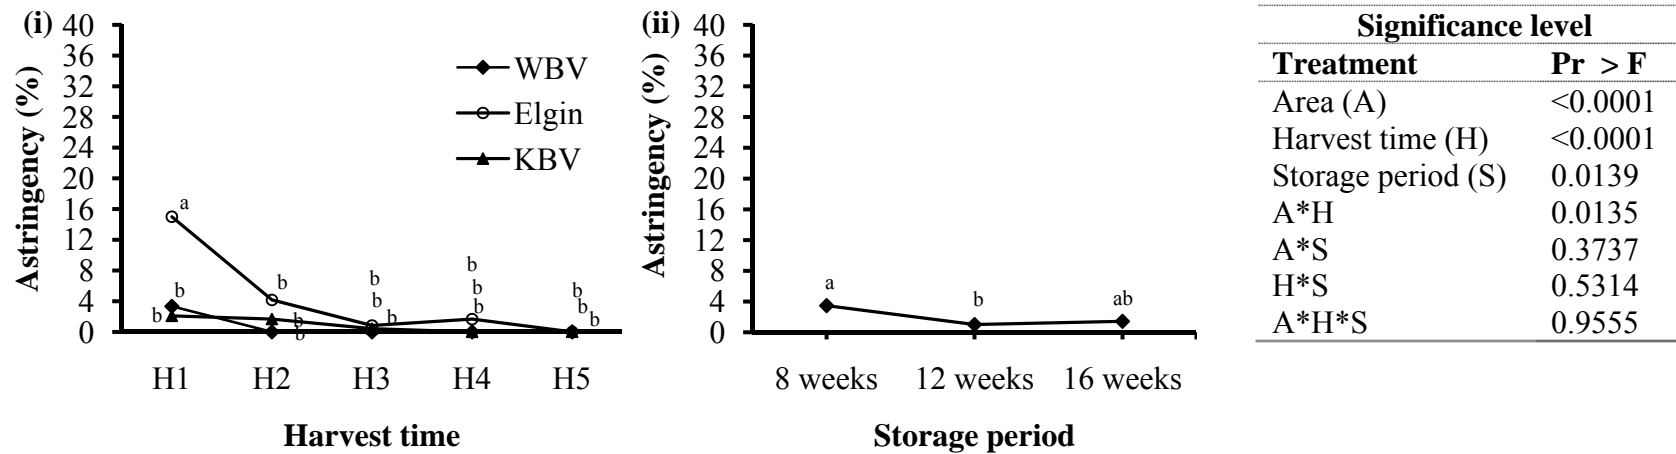 (i)
Astringency (%)
40
36
32
28
24
20
16
12
8
4
0
WBV
Elgin
KBV
a
b
b
b
b
b
b
b
b
b
b
b
b
b
b
H1 H2 H3 H4 H5
Harvest time
(ii)
Astringency (%)
40
36
32
28
24
20
16
12
8
4
0
a
b
ab
8 weeks 12 weeks 16 weeks
Storage period
Significance level
Treatment Pr > F
Area (A) <0.0001
Harvest time (H) <0.0001
Storage period (S) 0.0139
A*H 0.0135
A*S 0.3737
H*S 0.5314
A*H*S 0.9555